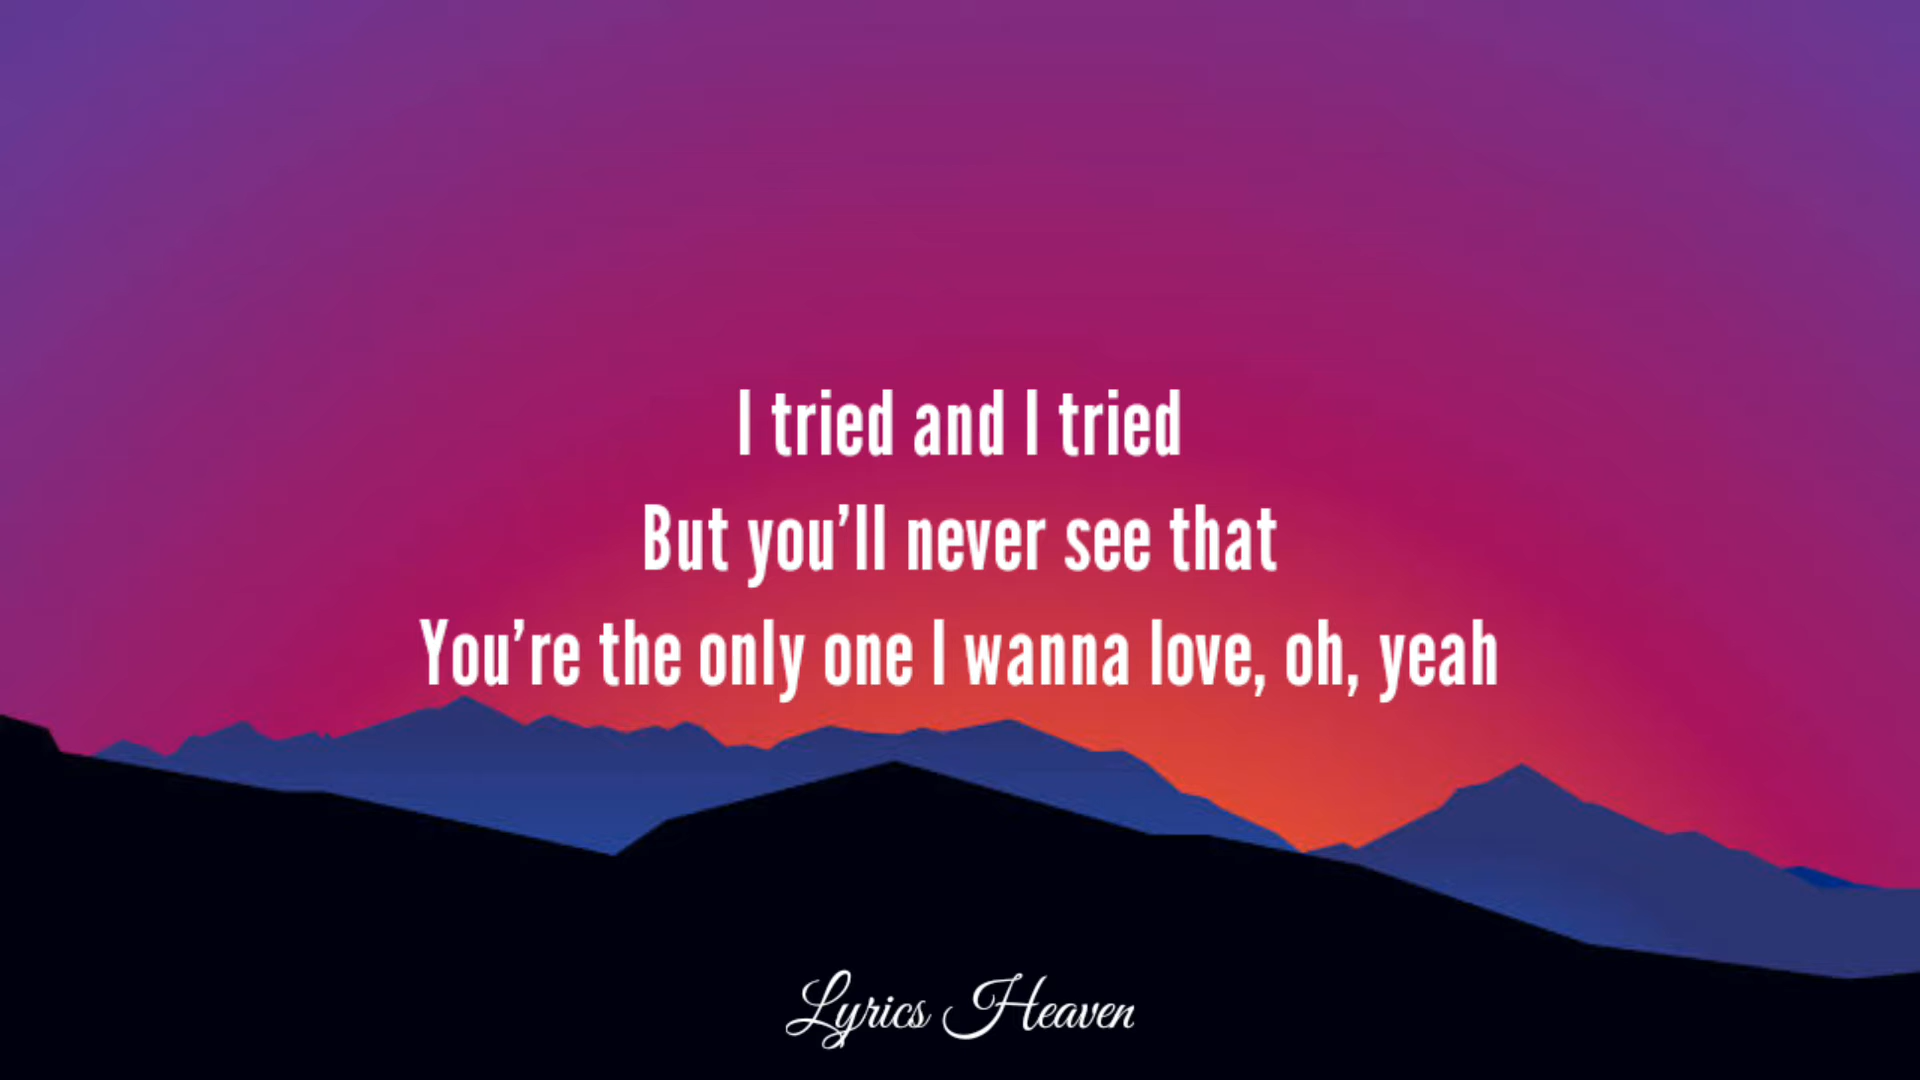 I tried and I tried
But you’ll never see that
You’re the only one I wanna love, oh, yeah
Lyrics Heaven